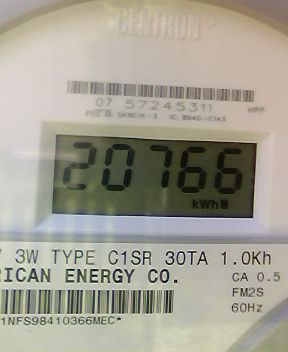 CENTRON
07 57245311
20766
kWh
3W TYPE C1SR 30TA 1.0Kh
RICAN ENERGY CO.
CA 0.5
FM2S
60Hz
1NFS98410366MEC*